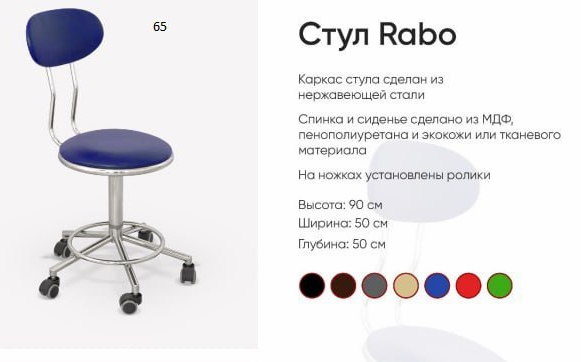 65
Стул Rabo
Каркас стула сделан из
нержавеющей стали
Спинка и сиденье сделано из МДФ,
пенополиуретана и экокожи или тканевого
материала
На ножках установлены ролики
Высота: 90 см
Ширина: 50 см
Глубина: 50 см